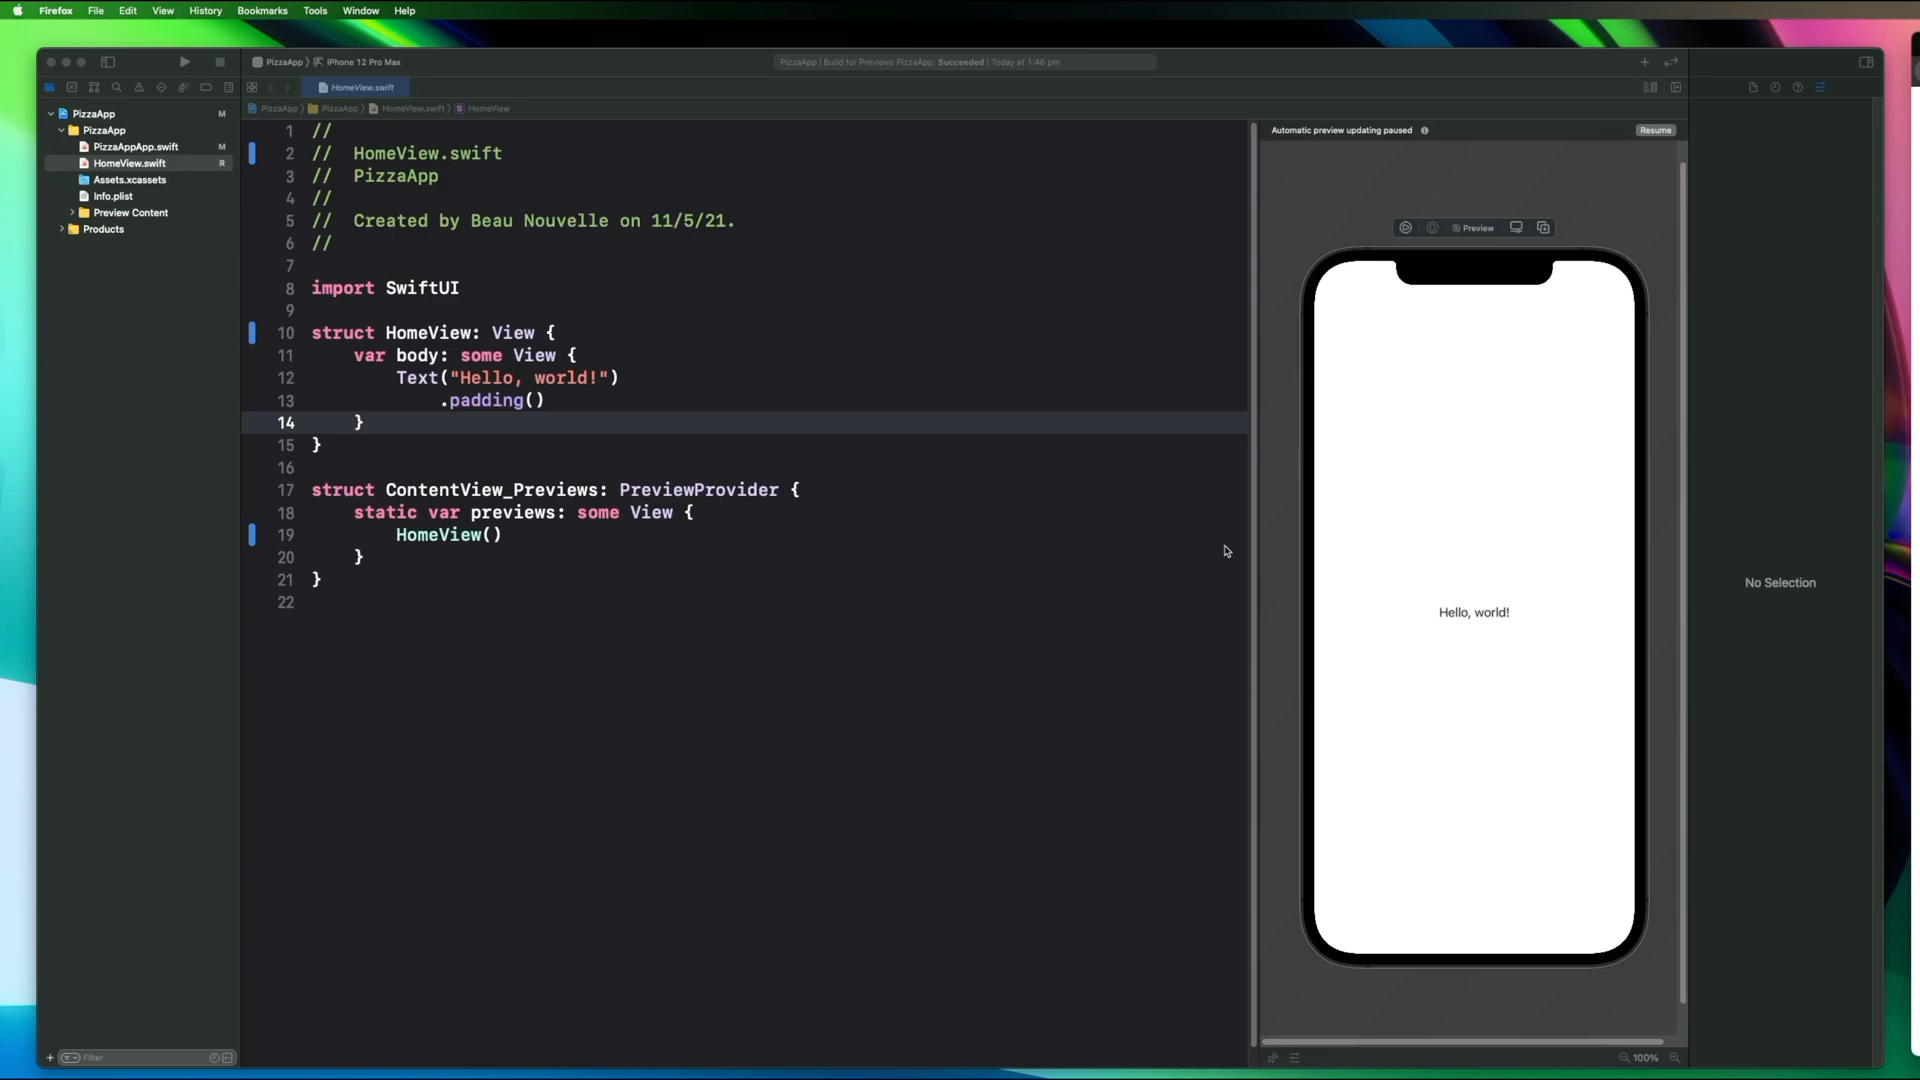 Firefox File Edit View History Bookmarks Tools Window Help
PizzaApp 〉 iPhone 12 Pro Max
PizzaApp | Build for Previews PizzaApp: Succeeded | Today at 1:46 pm
HomeView.swift
PizzaApp 〉 PizzaApp 〉 HomeView.swift 〉 S HomeView
PizzaApp M
PizzaApp
PizzaAppApp.swift M
HomeView.swift R
Assets.xcassets
Info.plist
Preview Content
Products
1 //
2 // HomeView.swift
3 // PizzaApp
4 //
5 // Created by Beau Nouvelle on 11/5/21.
6 //
7
8 import SwiftUI
9
10 struct HomeView: View {
11 var body: some View {
12 Text("Hello, world!")
13 .padding()
14 }
15 }
16
17 struct ContentView_Previews: PreviewProvider {
18 static var previews: some View {
19 HomeView()
20 }
21 }
22
Automatic preview updating paused
Resume
Preview
Hello, world!
No Selection
Filter
100%